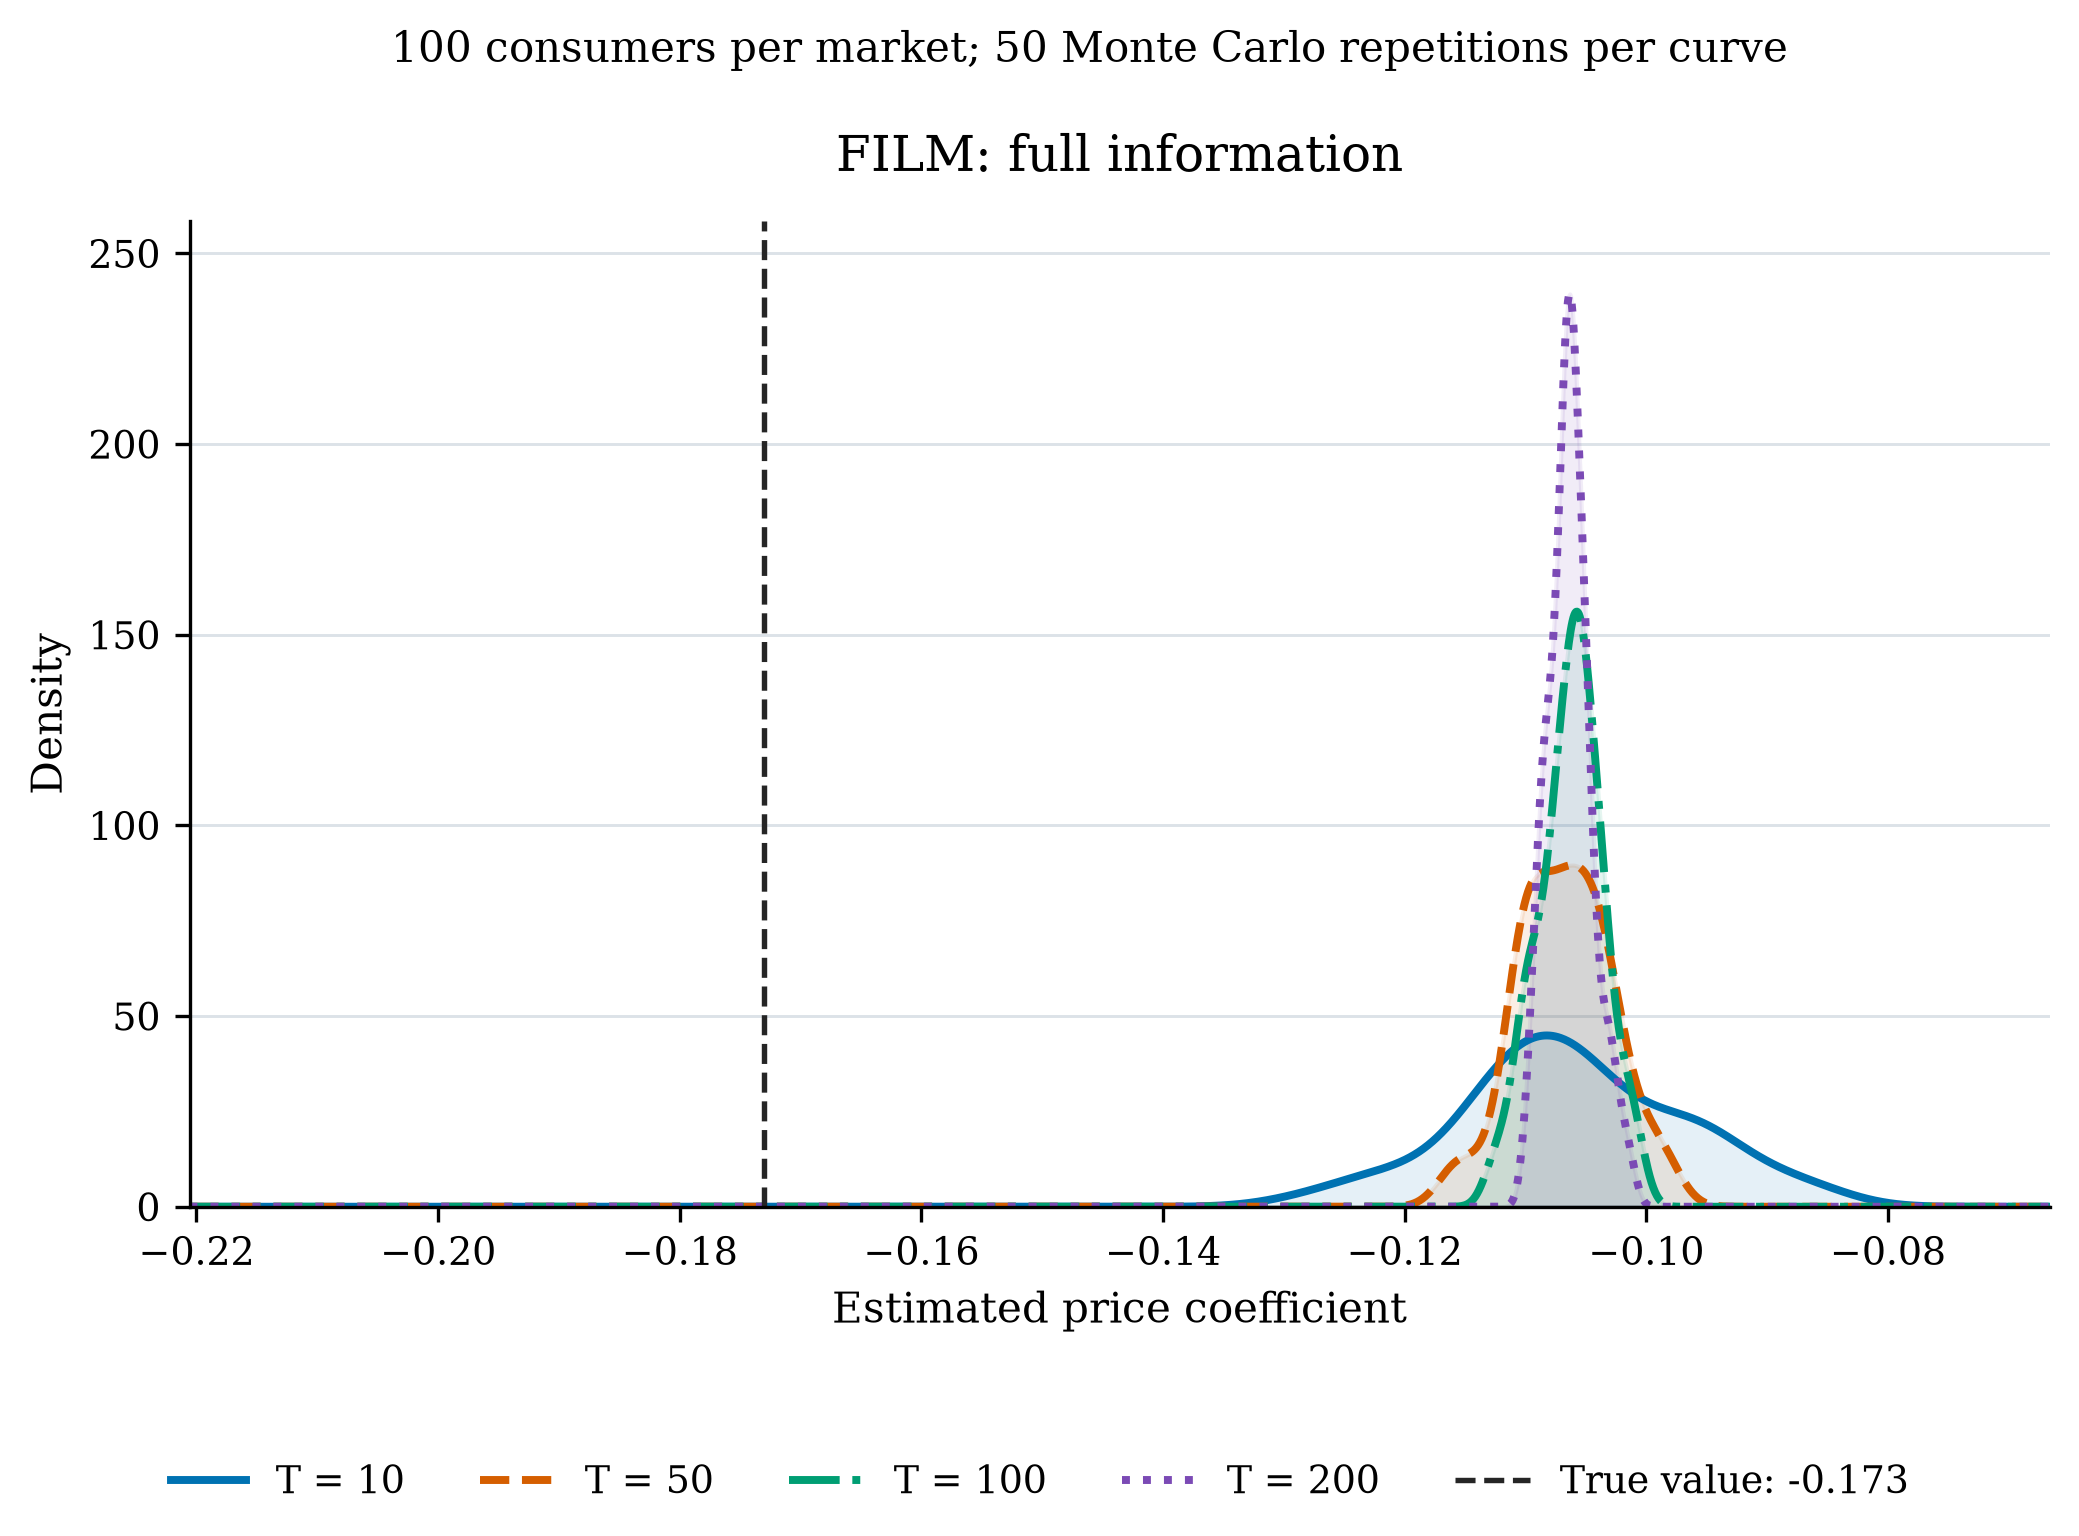 100 consumers per market; 50 Monte Carlo repetitions per curve
FILM: full information
Density
250
200
150
100
50
0
−0.22 −0.20 −0.18 −0.16 −0.14 −0.12 −0.10 −0.08
Estimated price coefficient
T = 10 T = 50 T = 100 T = 200 True value: -0.173